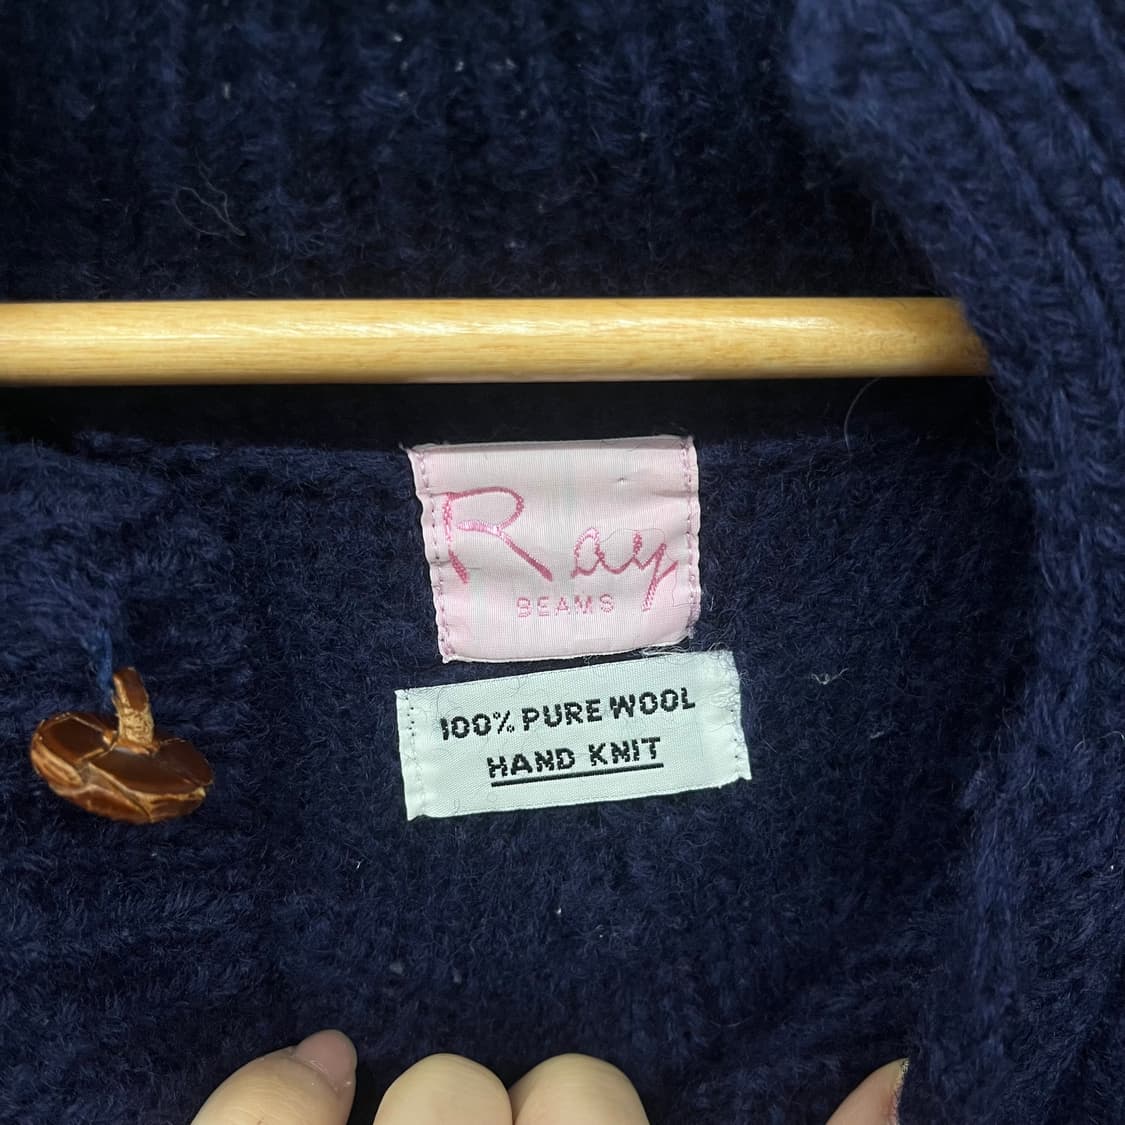 Ray
BEAMS
100% PURE WOOL
HAND KNIT